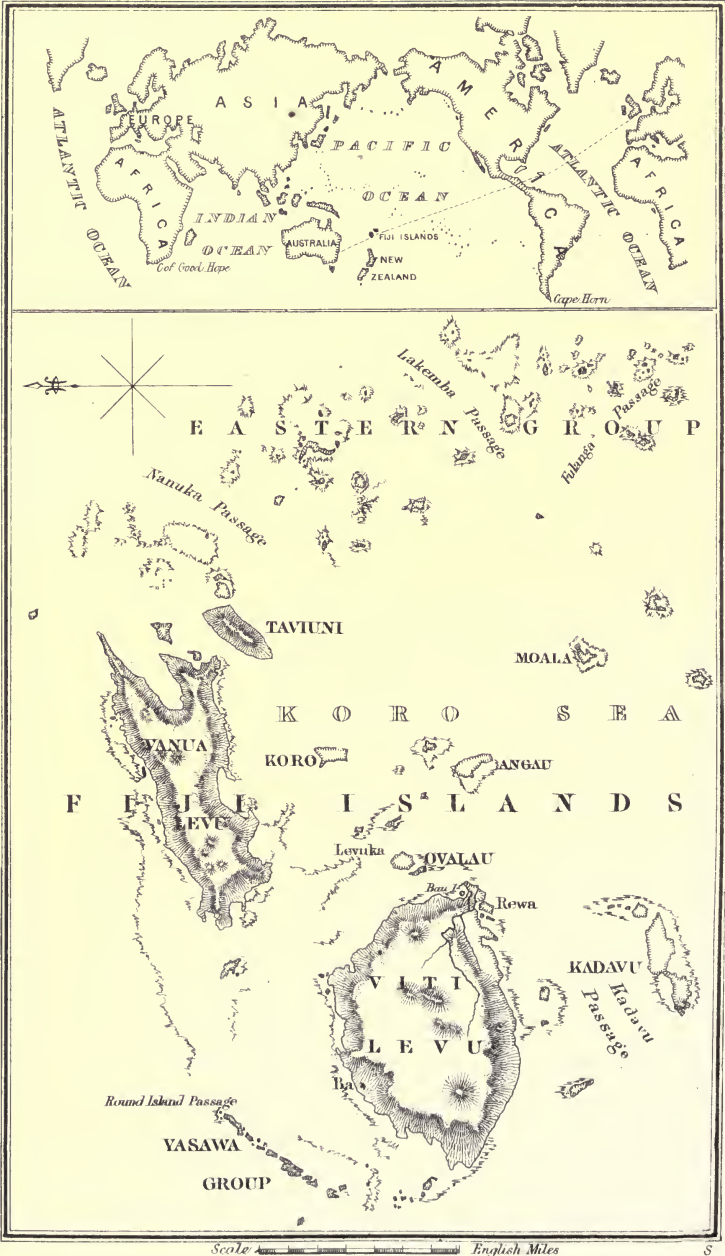 ATLANTIC OCEAN
EUROPE
ASIA
AFRICA
C of Good Hope
INDIAN
OCEAN
PACIFIC
OCEAN
AUSTRALIA
FIJI ISLANDS
NEW
ZEALAND
AMERICA
ATLANTIC OCEAN
AFRICA
Cape Horn
Lakemba Passage
EASTERN GROUP
Fulanga Passage
Nanuka Passage
TAVIUNI
MOALA
KORO SEA
VANUA
LEVU
KORO
ANGAU
FIJI ISLANDS
Levuka
OVALAU
Bau I.
Rewa
KADAVU
Kadavu
Passage
VITI
LEVU
Ba
Round Island Passage
YASAWA
GROUP
Scale English Miles
S